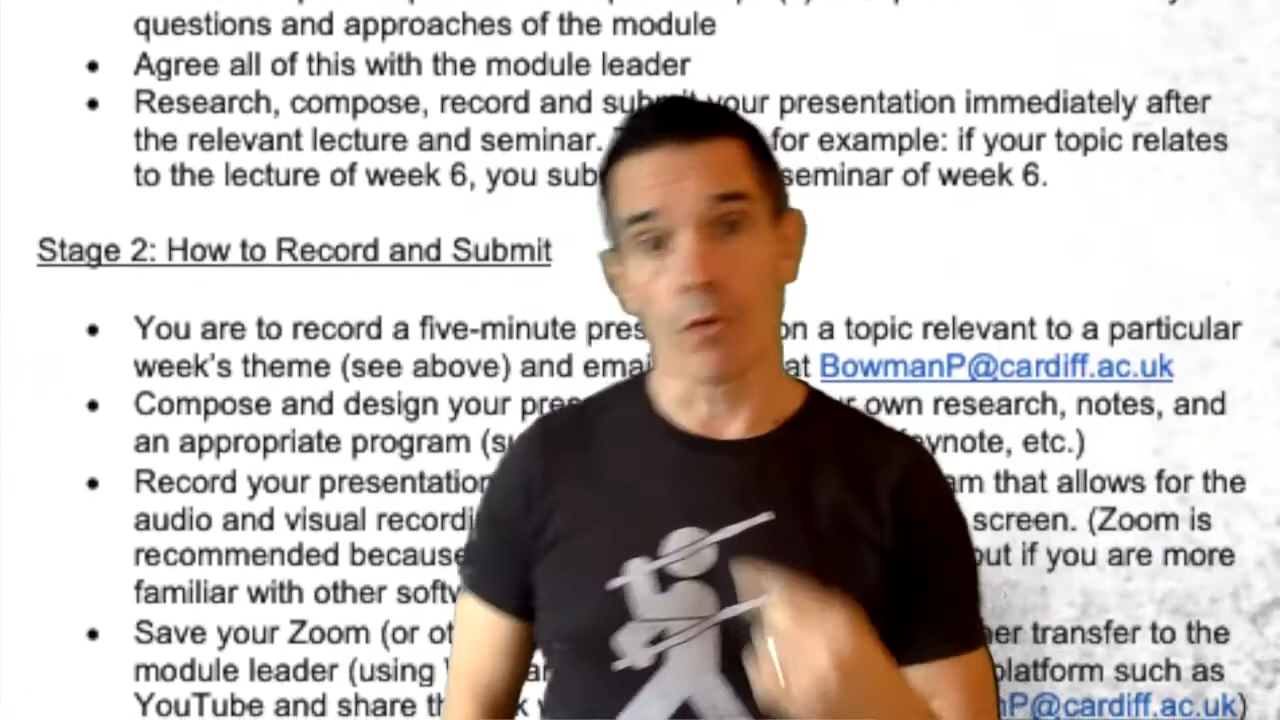 questions and approaches of the module
• Agree all of this with the module leader
• Research, compose, record and submit your presentation immediately after
the relevant lecture and seminar. for example: if your topic relates
to the lecture of week 6, you sub seminar of week 6.
Stage 2: How to Record and Submit
• You are to record a five-minute pres on a topic relevant to a particular
week's theme (see above) and emai at BowmanP@cardiff.ac.uk
• Compose and design your pre own research, notes, and
an appropriate program (su eynote, etc.)
• Record your presentation am that allows for the
audio and visual recordi screen. (Zoom is
recommended because out if you are more
familiar with other softw
• Save your Zoom (or ot her transfer to the
module leader (using platform such as
YouTube and share th k nP@cardiff.ac.uk)